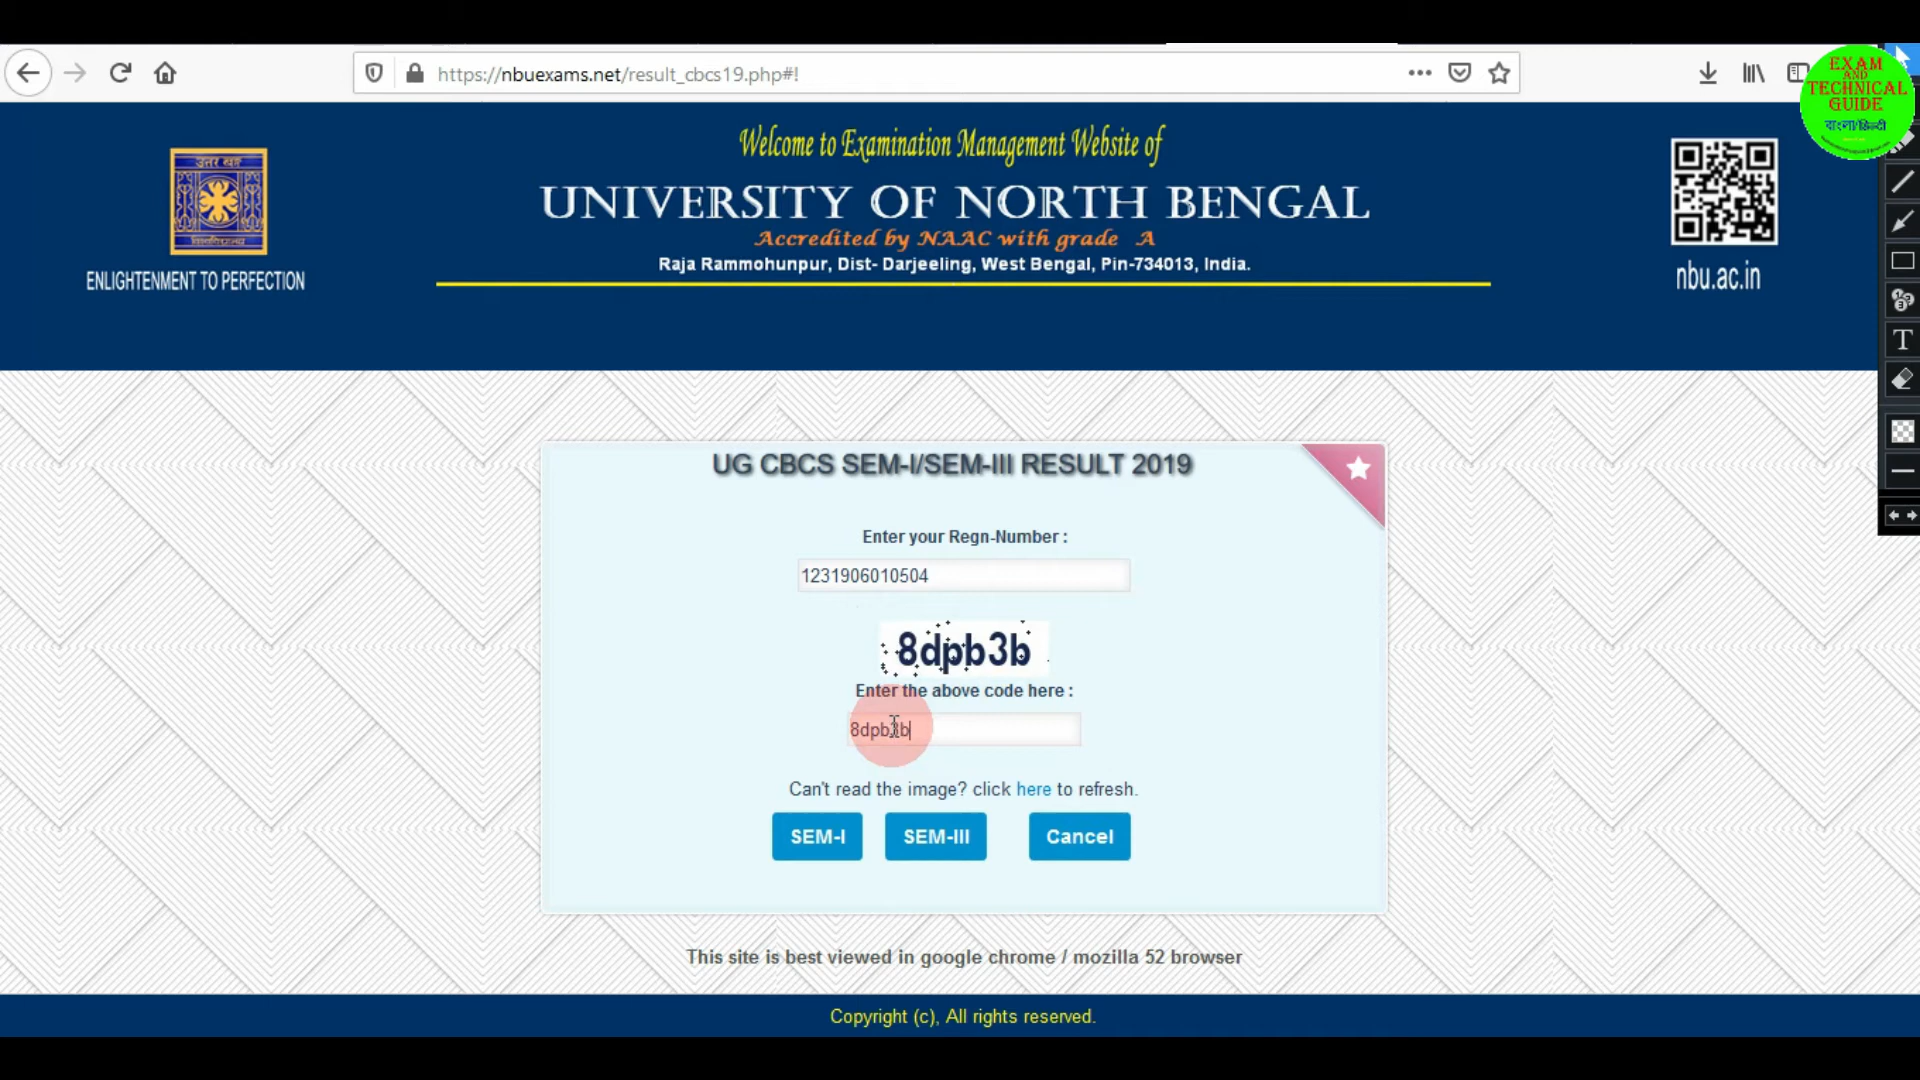 https://nbuexams.net/result_cbcs19.php#!
EXAM
AND
TECHNICAL
GUIDE
বাংলা/हिन्दी
Welcome to Examination Management Website of
UNIVERSITY OF NORTH BENGAL
Accredited by NAAC with grade A
Raja Rammohunpur, Dist- Darjeeling, West Bengal, Pin-734013, India.
ENLIGHTENMENT TO PERFECTION
nbu.ac.in
UG CBCS SEM-I/SEM-III RESULT 2019
Enter your Regn-Number :
1231906010504
8dpb3b
Enter the above code here :
8dpb3b
Can't read the image? click here to refresh.
SEM-I SEM-III Cancel
This site is best viewed in google chrome / mozilla 52 browser
Copyright (c), All rights reserved.